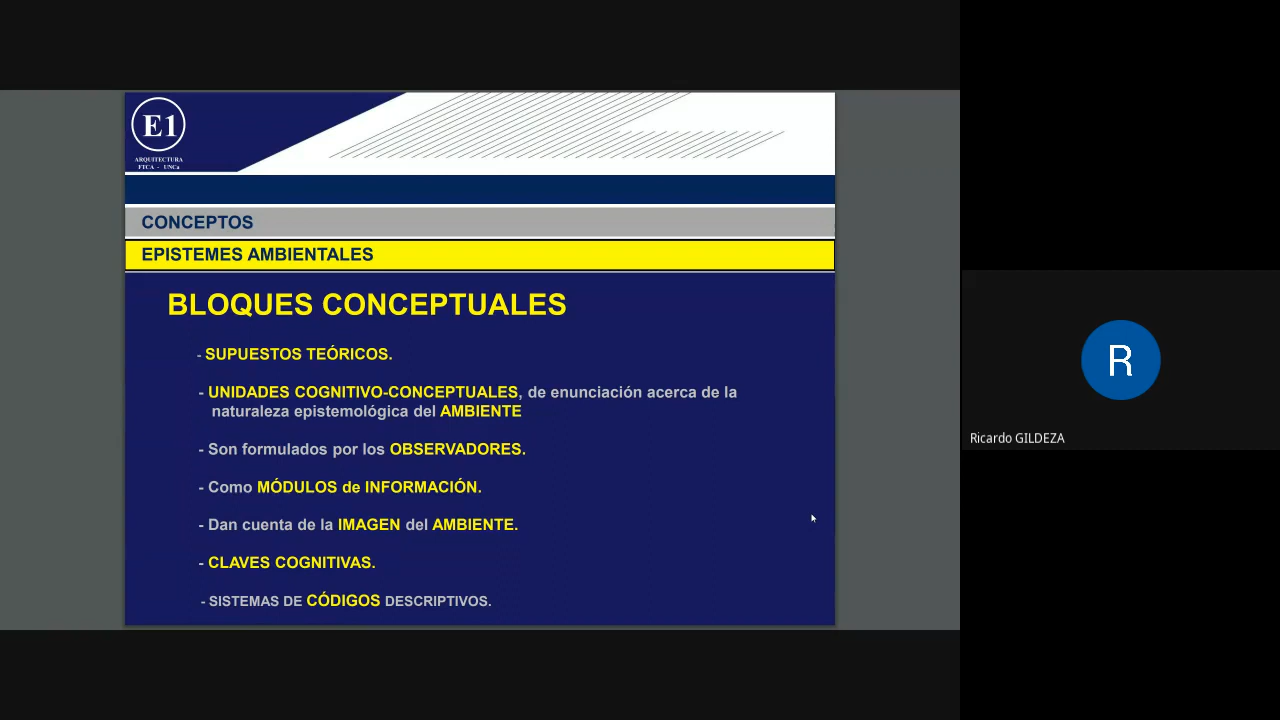 E1
ARQUITECTURA
FTCA - UNCa
CONCEPTOS
EPISTEMES AMBIENTALES
BLOQUES CONCEPTUALES
- SUPUESTOS TEÓRICOS.
- UNIDADES COGNITIVO-CONCEPTUALES, de enunciación acerca de la
naturaleza epistemológica del AMBIENTE
- Son formulados por los OBSERVADORES.
- Como MÓDULOS de INFORMACIÓN.
- Dan cuenta de la IMAGEN del AMBIENTE.
- CLAVES COGNITIVAS.
- SISTEMAS DE CÓDIGOS DESCRIPTIVOS.
R
Ricardo GILDEZA